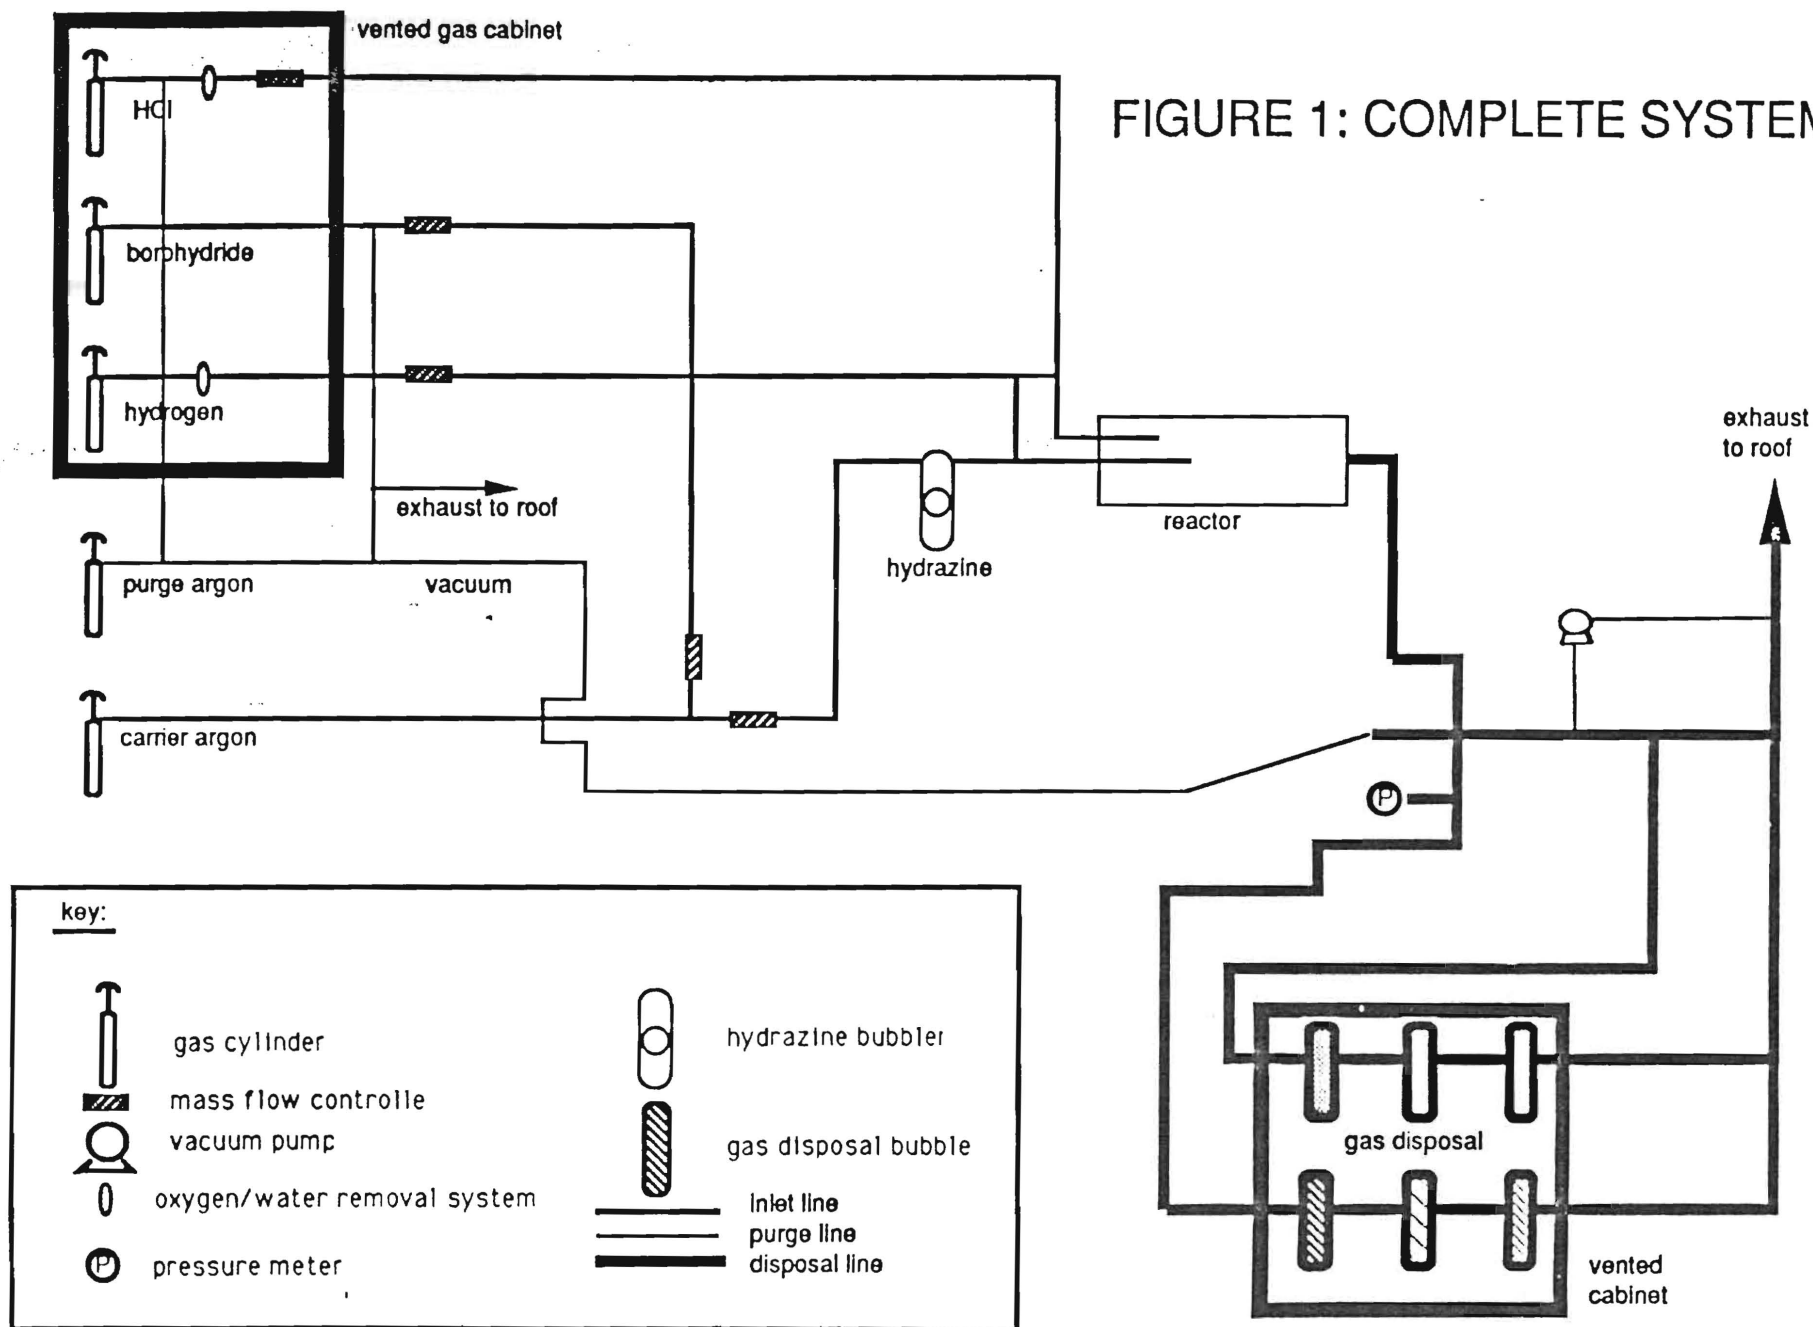 vented gas cabinet
FIGURE 1: COMPLETE SYSTEM
HCl
borohydride
hydrogen
exhaust to roof
purge argon
vacuum
carrier argon
hydrazine
reactor
exhaust
to roof
P
gas disposal
vented
cabinet
key:
gas cylinder
mass flow controlle
vacuum pump
oxygen/water removal system
P
pressure meter
hydrazine bubbler
gas disposal bubble
inlet line
purge line
disposal line